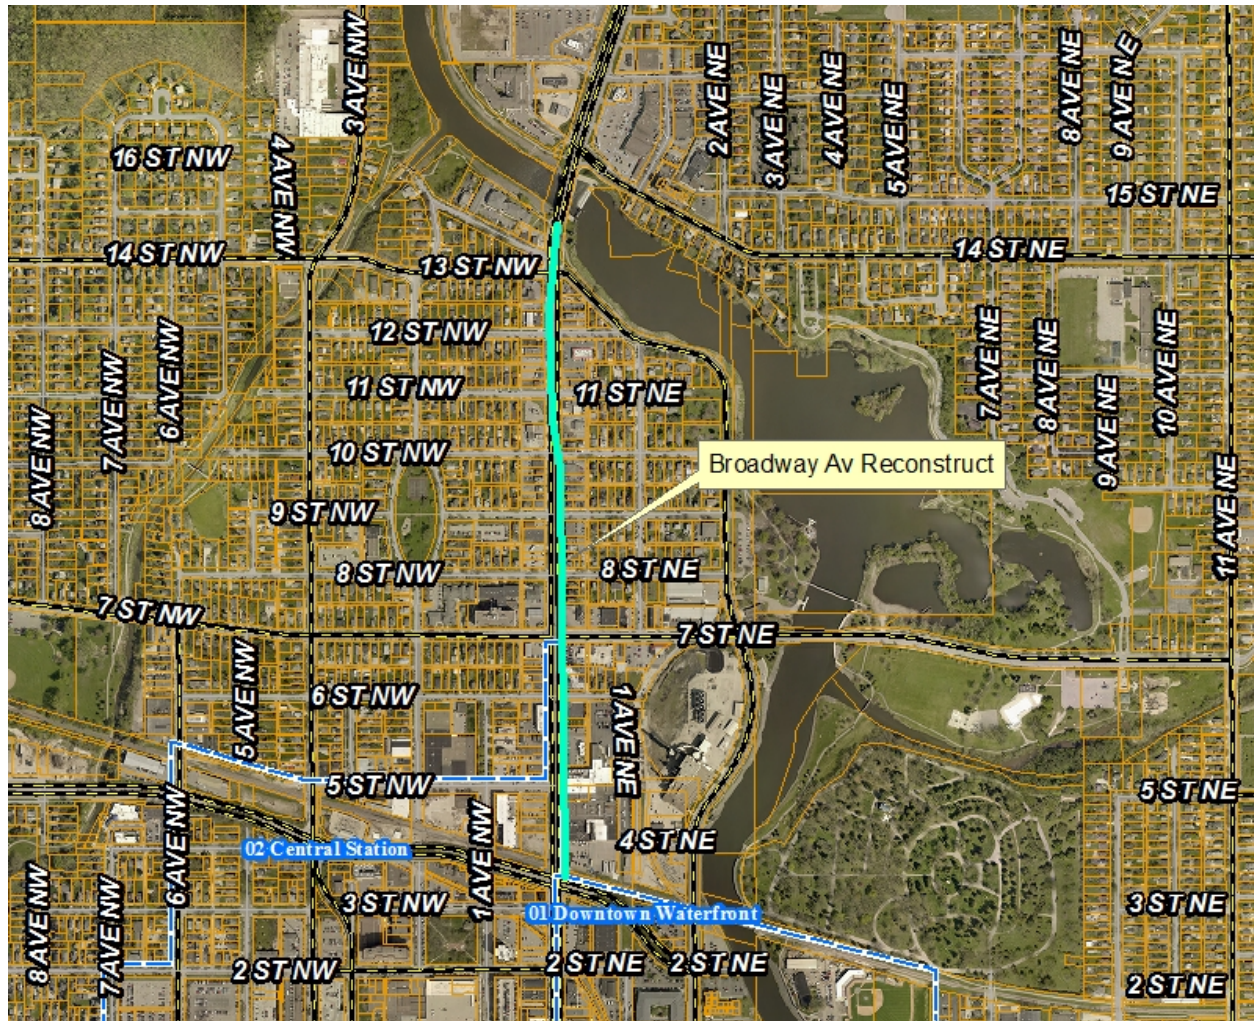 3 AVE NW
2 AVE NE
3 AVE NE
4 AVE NE
5 AVE NE
8 AVE NE
9 AVE NE
16 ST NW
4 AVE NW
15 ST NE
14 ST NW
13 ST NW
14 ST NE
12 ST NW
6 AVE NW
7 AVE NE
8 AVE NE
10 AVE NE
7 AVE NW
11 ST NW
11 ST NE
8 AVE NW
9 AVE NE
10 ST NW
Broadway Av Reconstruct
9 ST NW
11 AVE NE
8 ST NW
8 ST NE
7 ST NW
7 ST NE
5 AVE NW
6 ST NW
1 AVE NE
5 ST NW
5 ST NE
6 AVE NW
1 AVE NW
4 ST NE
02 Central Station
8 AVE NW
7 AVE NW
3 ST NW
01 Downtown Waterfront
3 ST NE
2 ST NW
2 ST NE
2 ST NE
2 ST NE